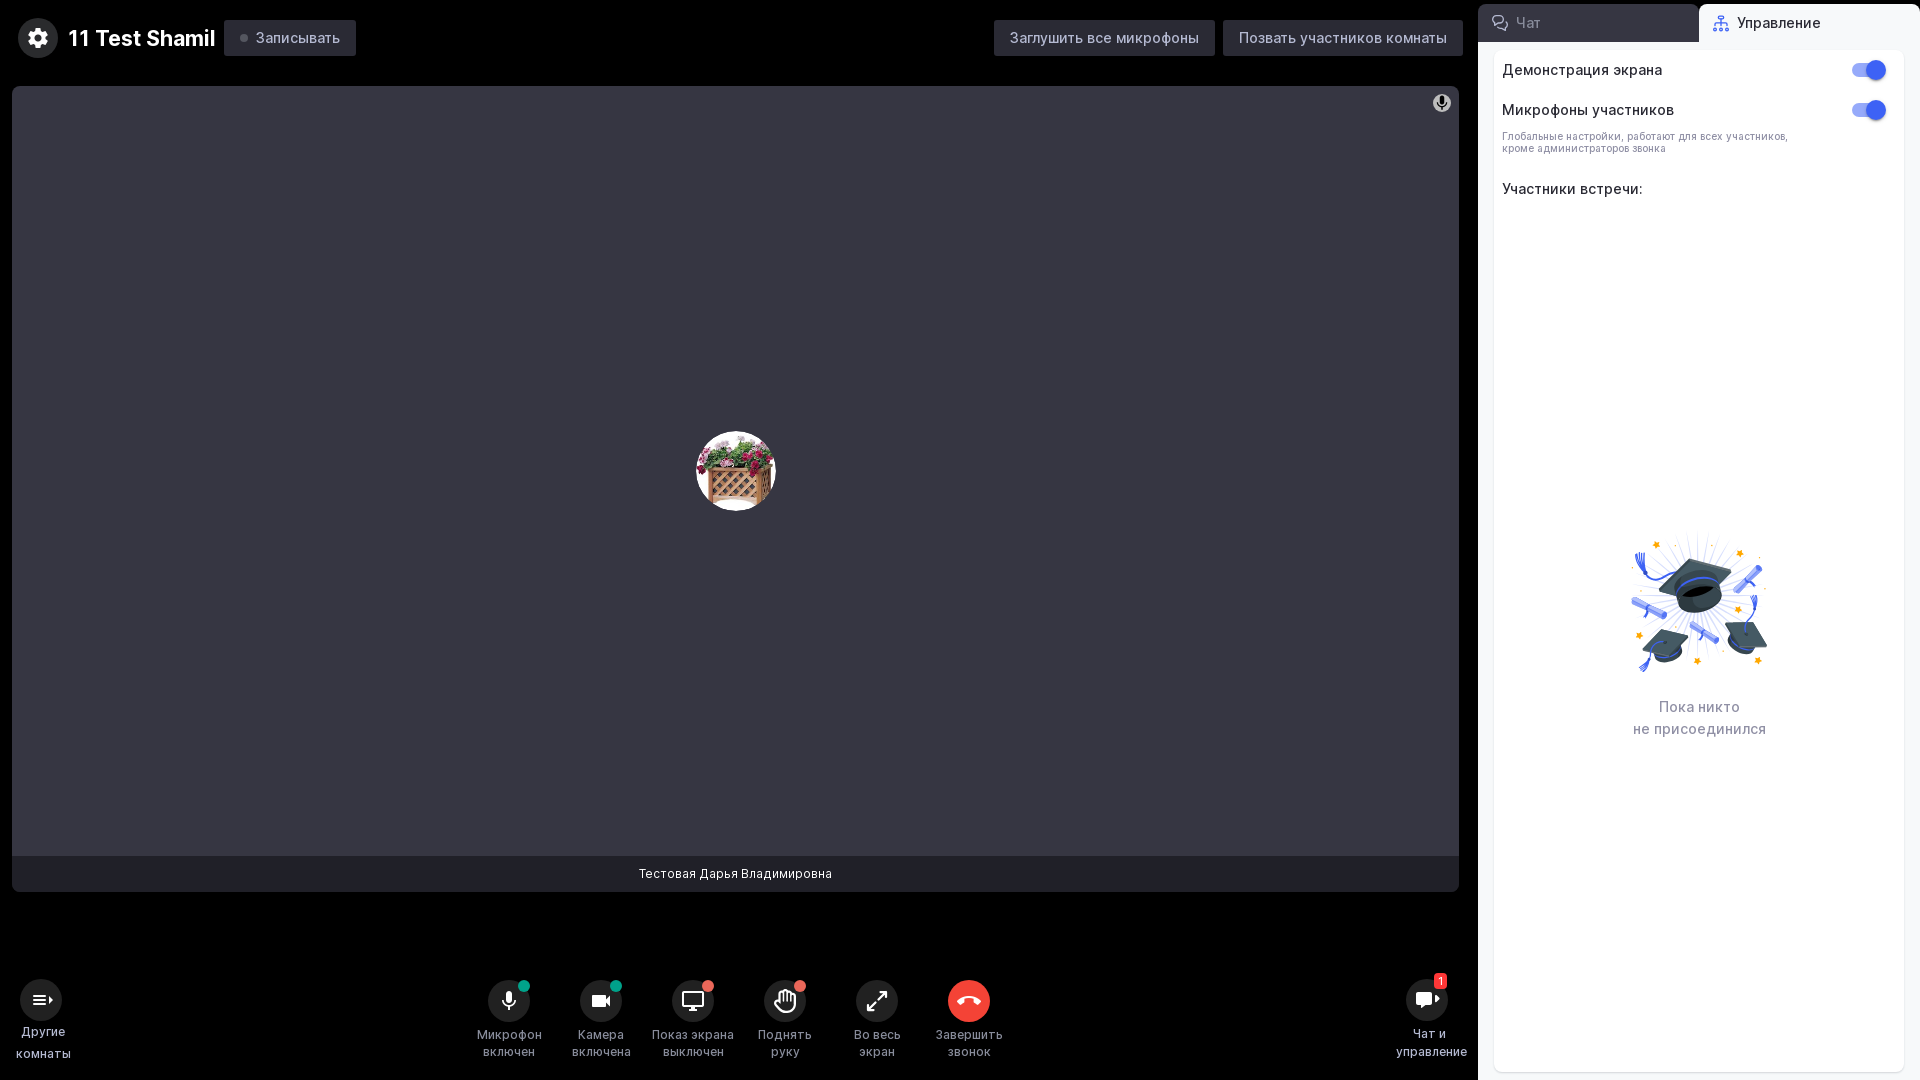 11 Test Shamil
Записывать
Заглушить все микрофоны
Позвать участников комнаты
Чат
Управление
Демонстрация экрана
Микрофоны участников
Глобальные настройки, работают для всех участников,
кроме администраторов звонка
Участники встречи:
Пока никто
не присоединился
Тестовая Дарья Владимировна
Другие
комнаты
Микрофон
включен
Камера
включена
Показ экрана
выключен
Поднять
руку
Во весь
экран
Завершить
звонок
1
Чат и
управление